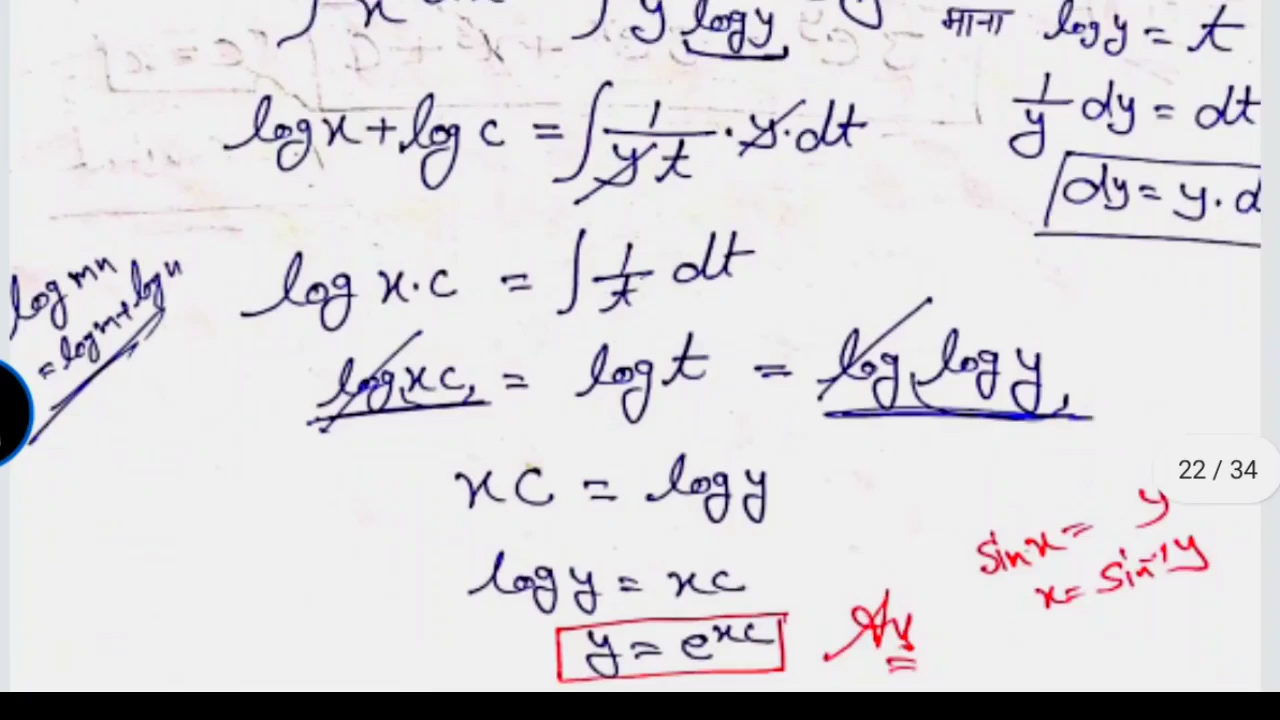 ∫ x ∫ y log y माना log y = t
log x + log c = ∫ 1/(y t) · y · dt
1/y dy = dt
dy = y · d
log mn
= log m + log n
log x · c = ∫ 1/t dt
log xc = log t = log log y
xc = log y
22 / 34
log y = xc
y = e^{xc} Ans
sin x = y
x = sin⁻¹ y